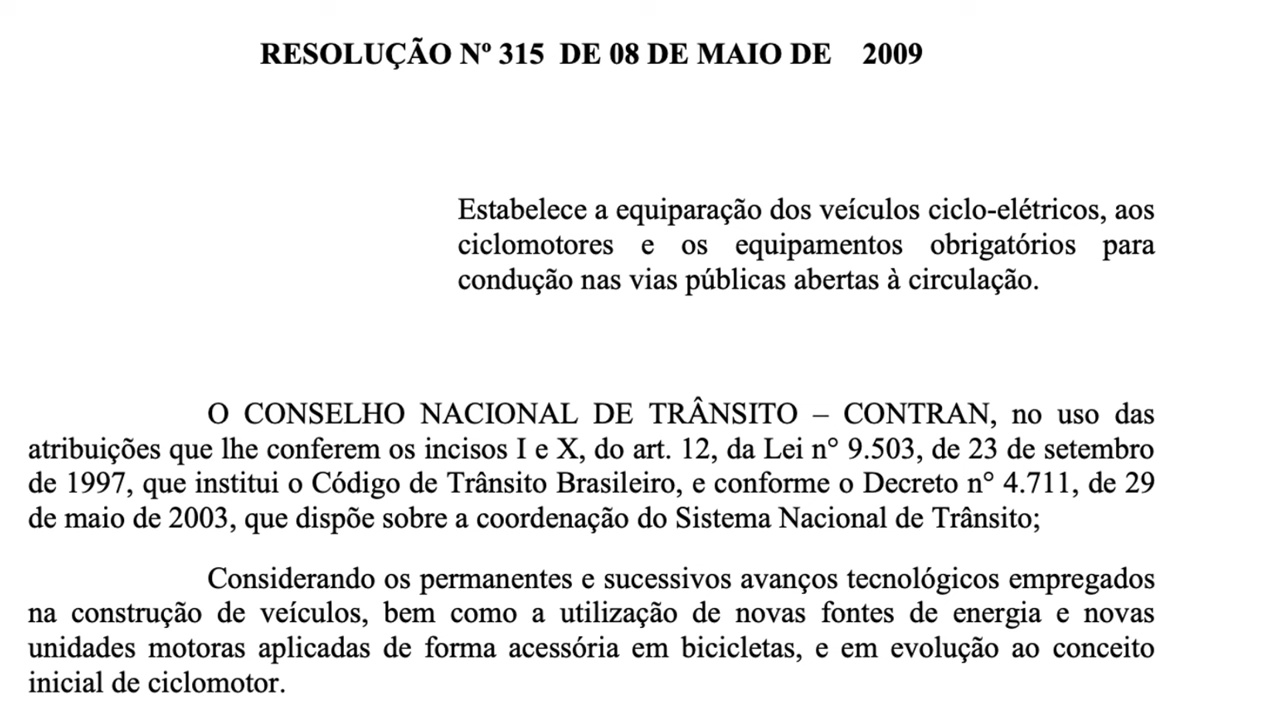 RESOLUÇÃO Nº 315 DE 08 DE MAIO DE 2009
Estabelece a equiparação dos veículos ciclo-elétricos, aos
ciclomotores e os equipamentos obrigatórios para
condução nas vias públicas abertas à circulação.
O CONSELHO NACIONAL DE TRÂNSITO – CONTRAN, no uso das
atribuições que lhe conferem os incisos I e X, do art. 12, da Lei n° 9.503, de 23 de setembro
de 1997, que institui o Código de Trânsito Brasileiro, e conforme o Decreto n° 4.711, de 29
de maio de 2003, que dispõe sobre a coordenação do Sistema Nacional de Trânsito;
Considerando os permanentes e sucessivos avanços tecnológicos empregados
na construção de veículos, bem como a utilização de novas fontes de energia e novas
unidades motoras aplicadas de forma acessória em bicicletas, e em evolução ao conceito
inicial de ciclomotor.